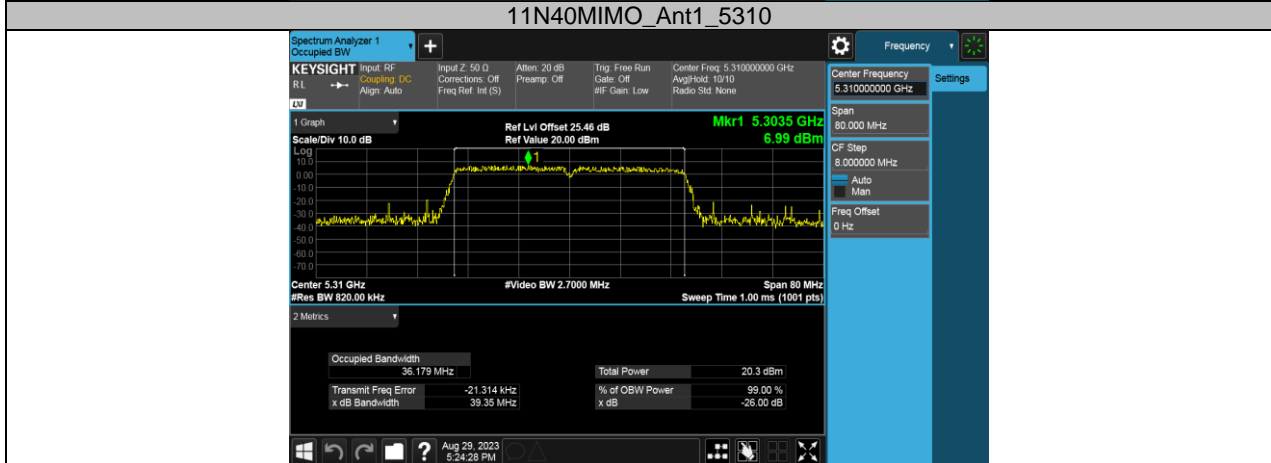 11N40MIMO_Ant1_5310
Spectrum Analyzer 1
Occupied BW
+
Frequency
KEYSIGHT
RL
LXI
Input: RF
Coupling: DC
Align: Auto
Input Z: 50 Ω
Corrections: Off
Freq Ref: Int (S)
Atten: 20 dB
Preamp: Off
Trig: Free Run
Gate: Off
#IF Gain: Low
Center Freq: 5.310000000 GHz
Avg|Hold: 10/10
Radio Std: None
Center Frequency
5.310000000 GHz
Settings
Span
80.000 MHz
CF Step
8.000000 MHz
Auto
Man
Freq Offset
0 Hz
1 Graph
Scale/Div 10.0 dB
Ref Lvl Offset 25.46 dB
Ref Value 20.00 dBm
Mkr1 5.3035 GHz
6.99 dBm
Log
1
10.0
0.00
-10.0
-20.0
-30.0
-40.0
-50.0
-60.0
-70.0
Center 5.31 GHz
#Res BW 820.00 kHz
#Video BW 2.7000 MHz
Span 80 MHz
Sweep Time 1.00 ms (1001 pts)
2 Metrics
Occupied Bandwidth
36.179 MHz
Total Power 20.3 dBm
Transmit Freq Error -21.314 kHz
% of OBW Power 99.00 %
x dB Bandwidth 39.35 MHz
x dB -26.00 dB
?
Aug 29, 2023
5:24:28 PM